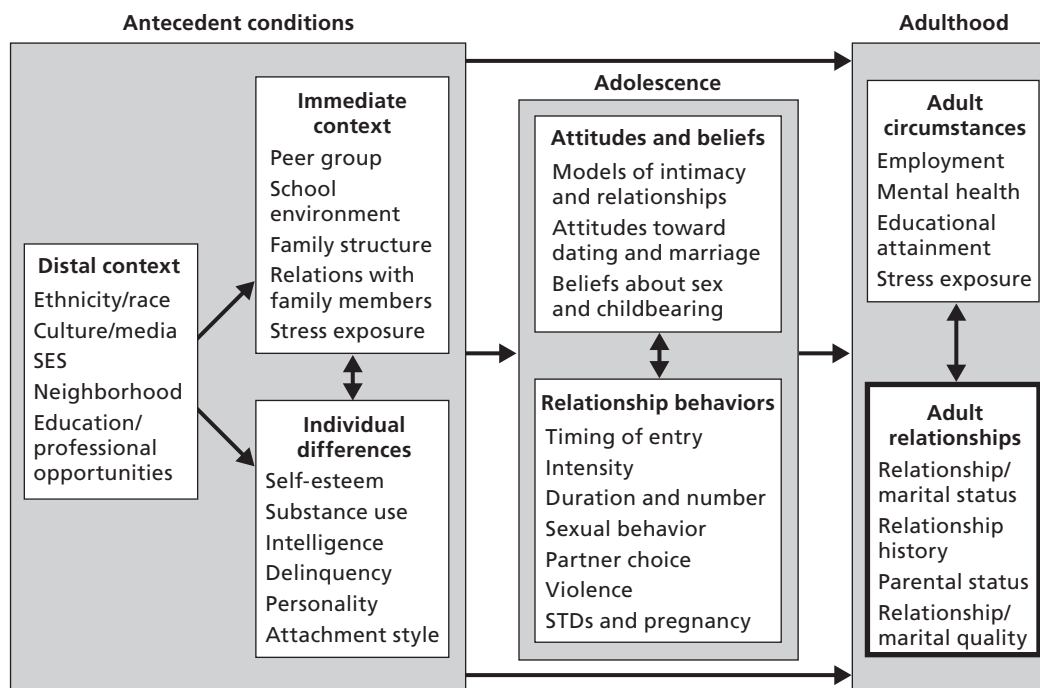 Antecedent conditions
Distal context
Ethnicity/race
Culture/media
SES
Neighborhood
Education/
professional
opportunities
Immediate
context
Peer group
School
environment
Family structure
Relations with
family members
Stress exposure
Individual
differences
Self-esteem
Substance use
Intelligence
Delinquency
Personality
Attachment style
Adolescence
Attitudes and beliefs
Models of intimacy
and relationships
Attitudes toward
dating and marriage
Beliefs about sex
and childbearing
Relationship behaviors
Timing of entry
Intensity
Duration and number
Sexual behavior
Partner choice
Violence
STDs and pregnancy
Adulthood
Adult
circumstances
Employment
Mental health
Educational
attainment
Stress exposure
Adult
relationships
Relationship/
marital status
Relationship
history
Parental status
Relationship/
marital quality